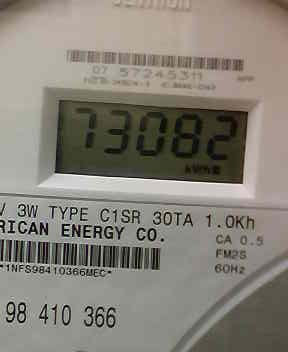 07 57245311
APP
73082
kWh
V 3W TYPE C1SR 30TA 1.0Kh
RICAN ENERGY CO.
CA 0.5
FM2S
60Hz
*1NFS98410366MEC*
98 410 366